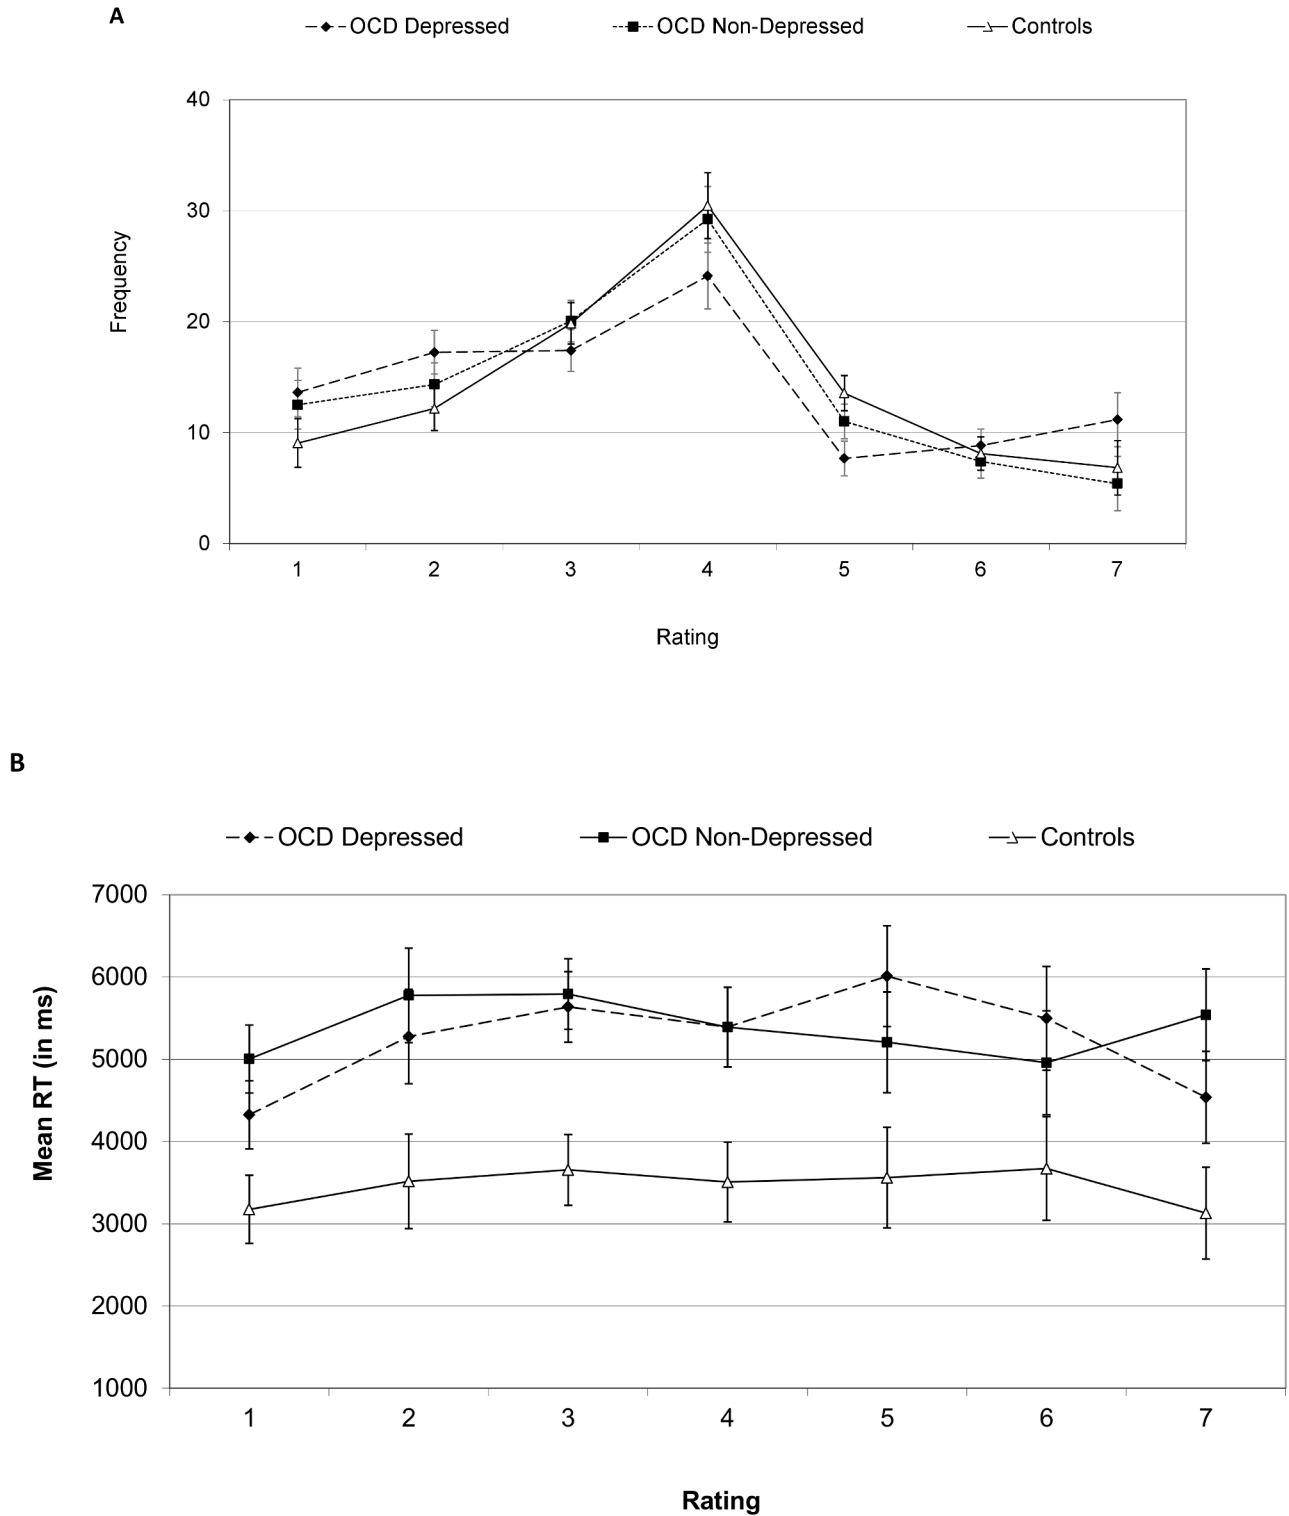 A
OCD Depressed OCD Non-Depressed Controls
40
30
20
10
0
Frequency
1 2 3 4 5 6 7
Rating
B
OCD Depressed OCD Non-Depressed Controls
7000
6000
5000
4000
3000
2000
1000
Mean RT (in ms)
1 2 3 4 5 6 7
Rating